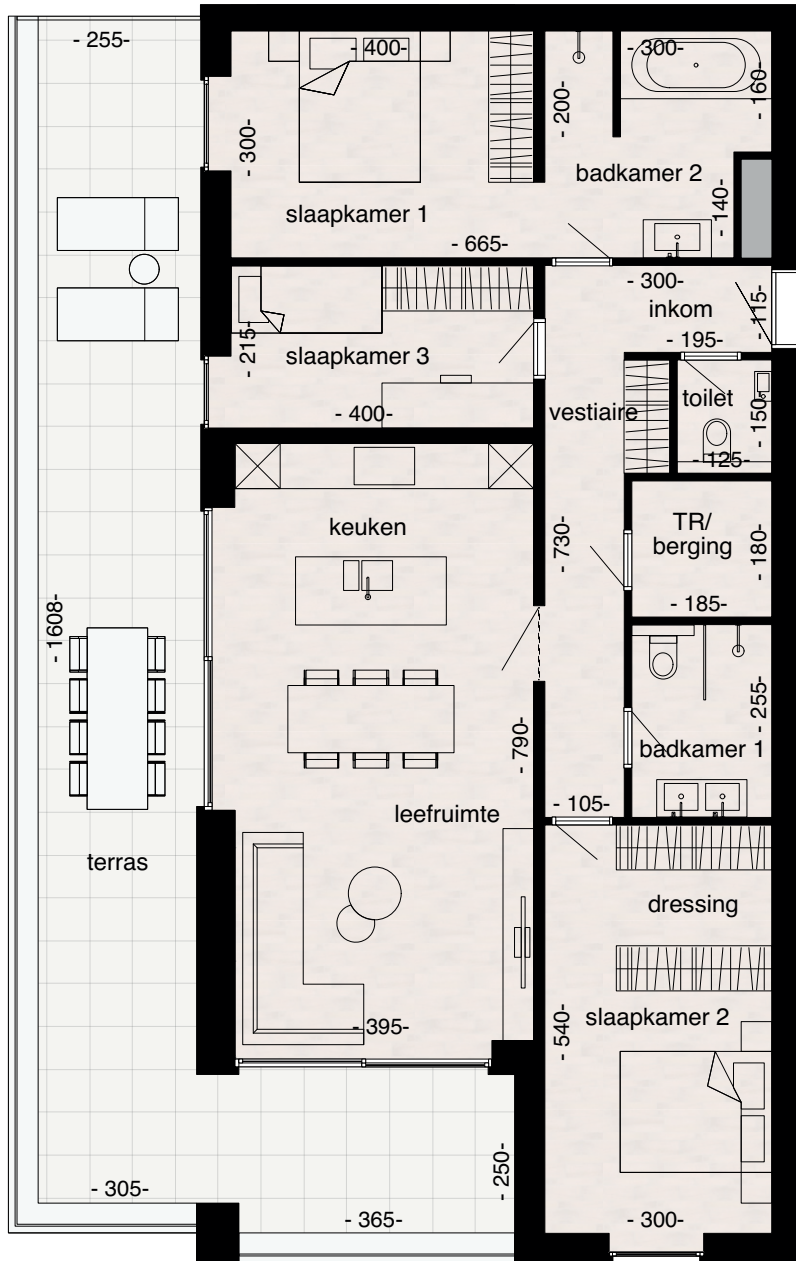 - 255-
- 400-
- 300-
- 160-
- 200-
- 300-
badkamer 2
- 140-
slaapkamer 1
- 665-
- 300-
inkom
- 115-
- 195-
- 215-
slaapkamer 3
- 400-
vestiaire
toilet
- 150-
- 125-
keuken
- 730-
TR/
berging
- 180-
- 185-
- 1608-
- 255-
badkamer 1
- 790-
- 105-
leefruimte
terras
dressing
- 395-
- 540-
slaapkamer 2
- 250-
- 305-
- 365-
- 300-